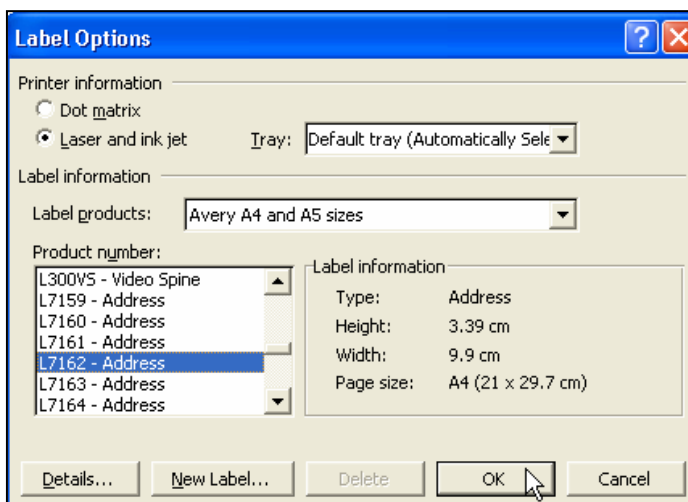 Label Options
Printer information
Dot matrix
Laser and ink jet Tray: Default tray (Automatically Sele
Label information
Label products: Avery A4 and A5 sizes
Product number:
L300VS - Video Spine
L7159 - Address
L7160 - Address
L7161 - Address
L7162 - Address
L7163 - Address
L7164 - Address
Label information
Type: Address
Height: 3.39 cm
Width: 9.9 cm
Page size: A4 (21 x 29.7 cm)
Details... New Label... Delete OK Cancel